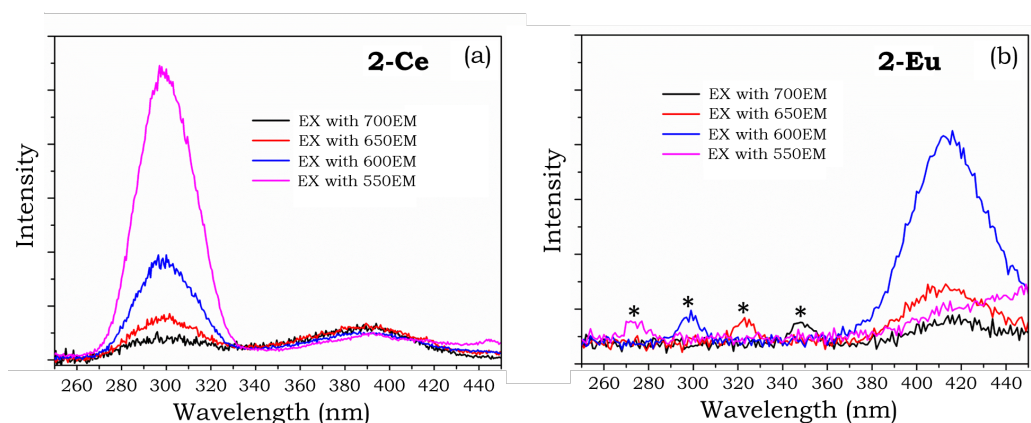 2-Ce (a)
EX with 700EM
EX with 650EM
EX with 600EM
EX with 550EM
Intensity
260 280 300 320 340 360 380 400 420 440
Wavelength (nm)
2-Eu (b)
EX with 700EM
EX with 650EM
EX with 600EM
EX with 550EM
* * * *
Intensity
260 280 300 320 340 360 380 400 420 440
Wavelength (nm)